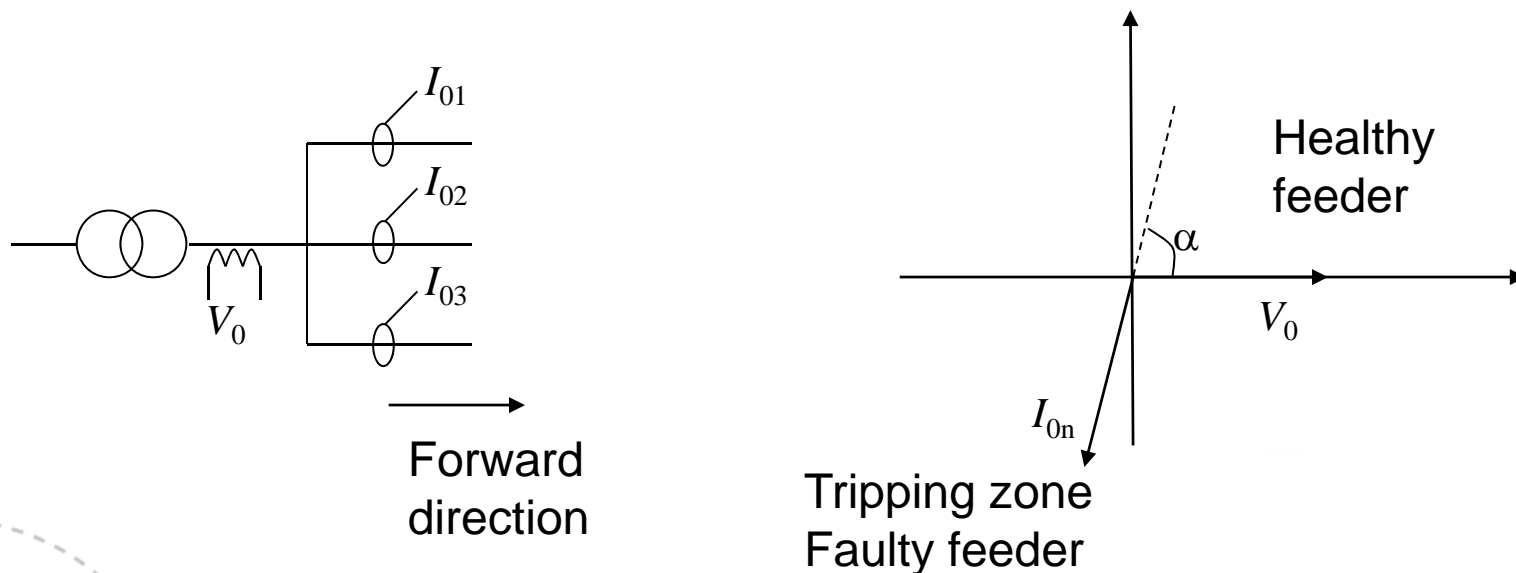 I01
I02
I03
V0
Forward
direction
Healthy
feeder
α
V0
I0n
Tripping zone
Faulty feeder